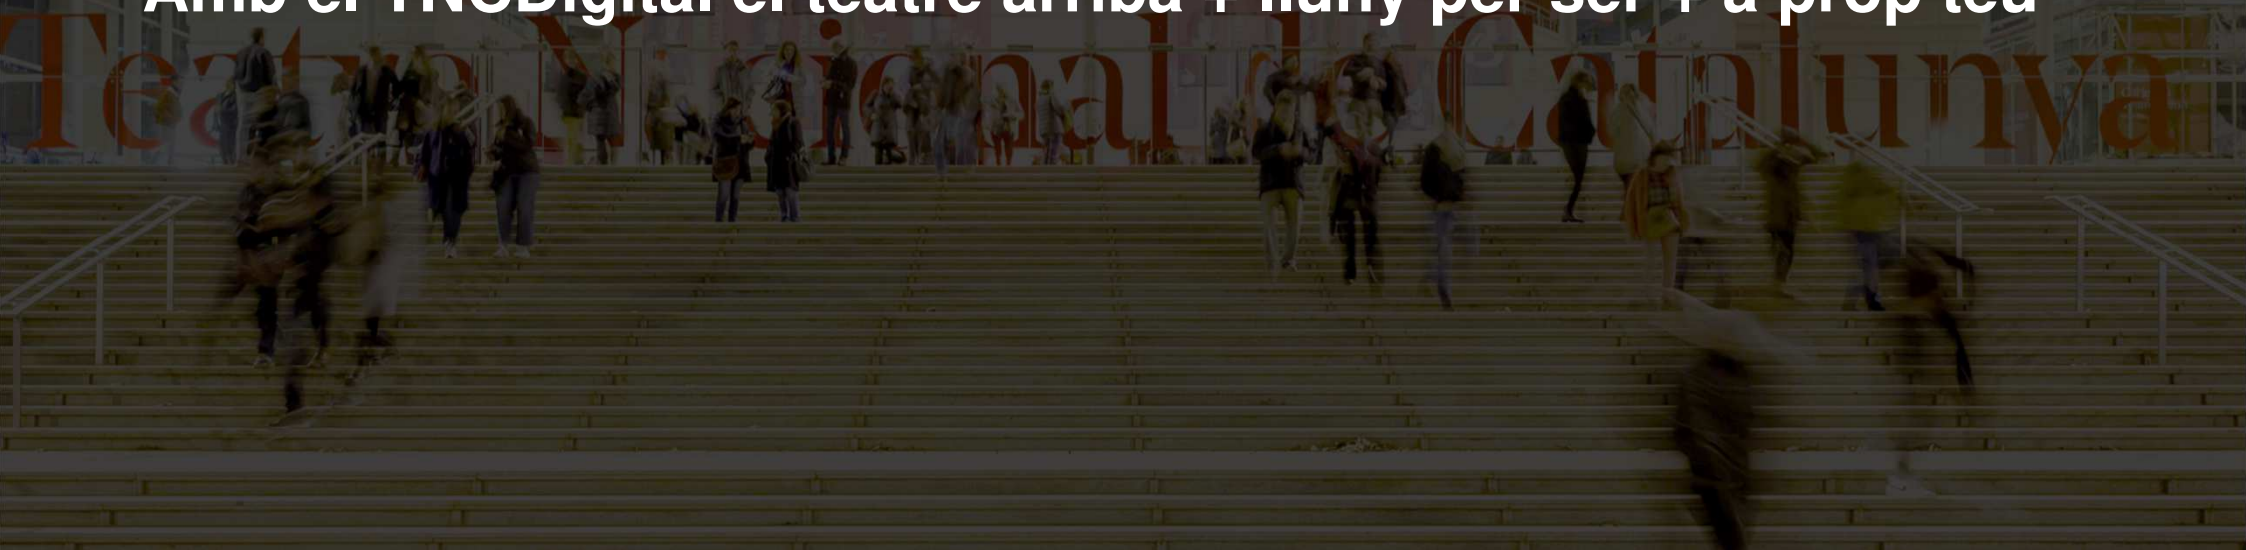 Amb el TNCDigital el teatre arriba + lluny per ser + a prop teu
Teatre Nacional de Catalunya